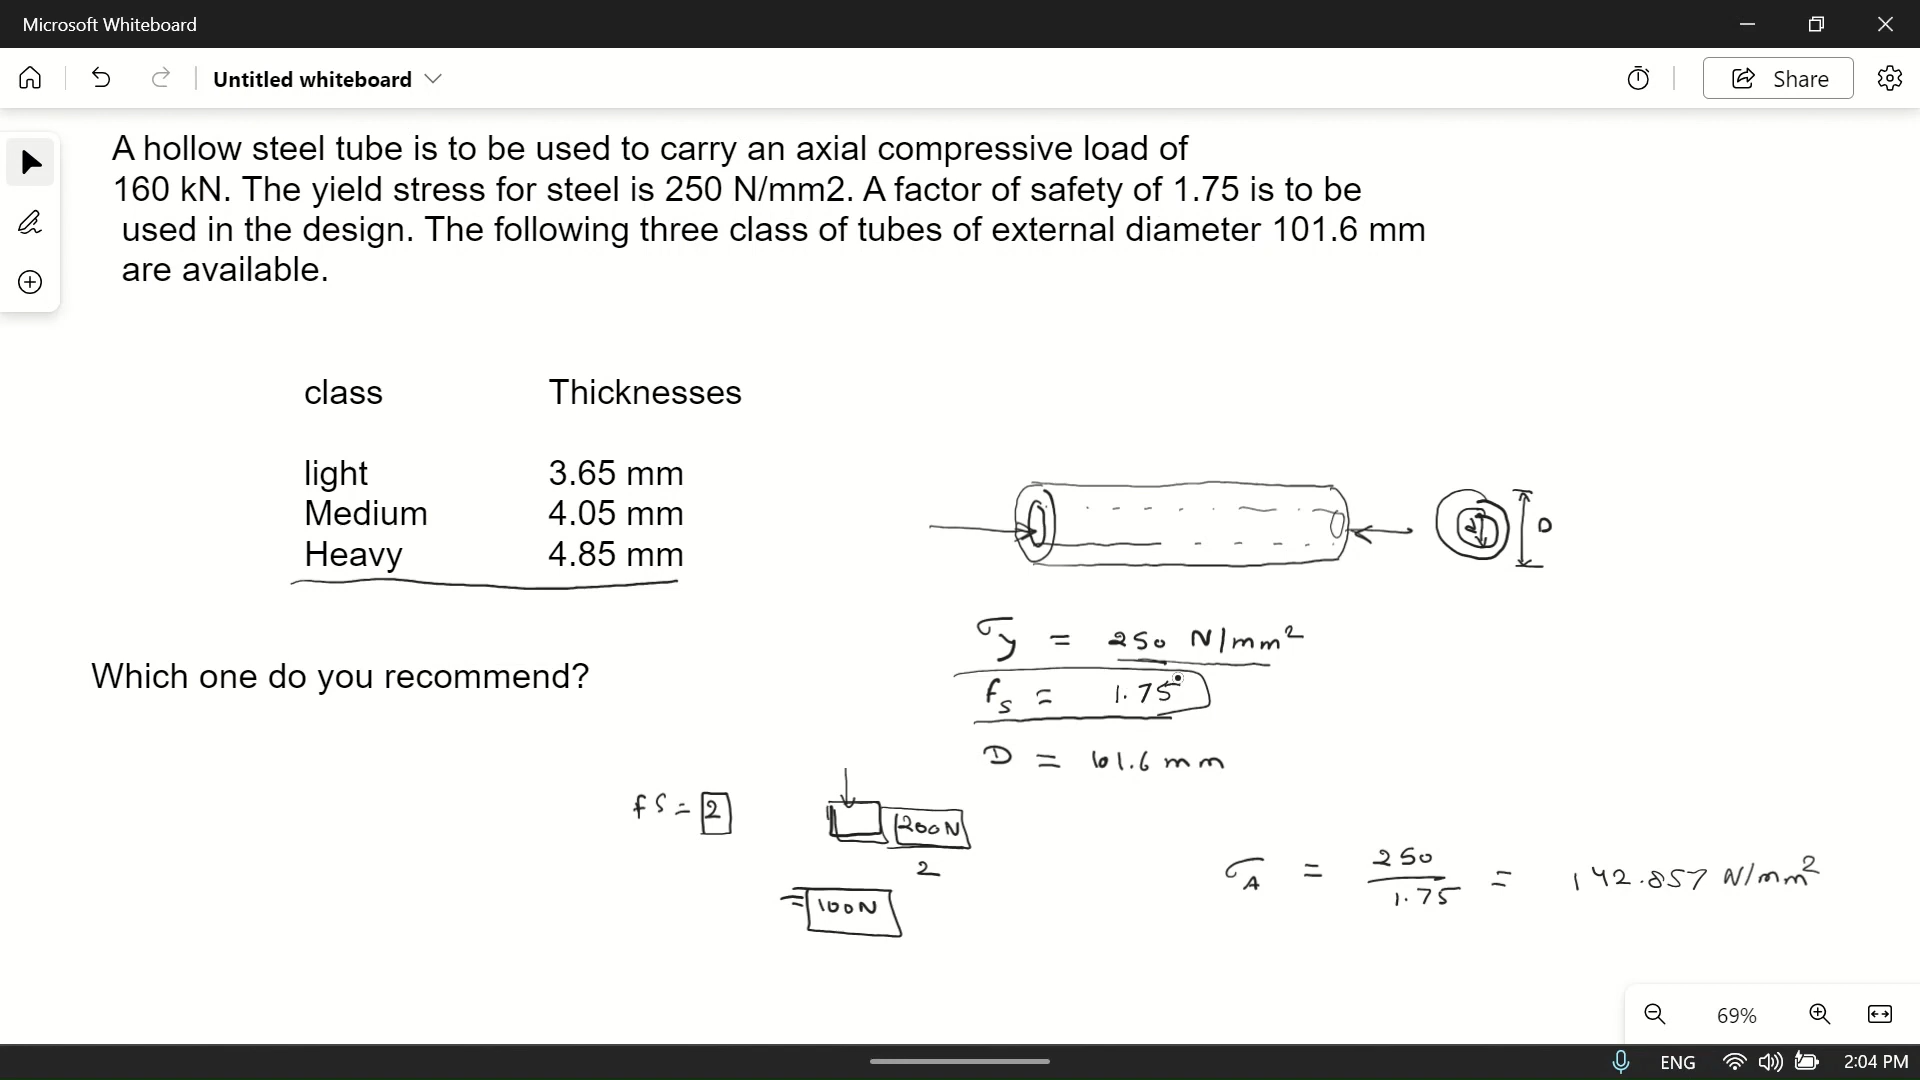 Microsoft Whiteboard
Untitled whiteboard
Share
A hollow steel tube is to be used to carry an axial compressive load of
160 kN. The yield stress for steel is 250 N/mm2. A factor of safety of 1.75 is to be
used in the design. The following three class of tubes of external diameter 101.6 mm
are available.
class Thicknesses
light 3.65 mm
Medium 4.05 mm
Heavy 4.85 mm
D
σy = 250 N/mm²
Which one do you recommend?
fs = 1.75
D = 101.6 mm
fs = 2
200N
2
= 100N
σA = 250/1.75 = 142.857 N/mm²
69%
ENG
2:04 PM